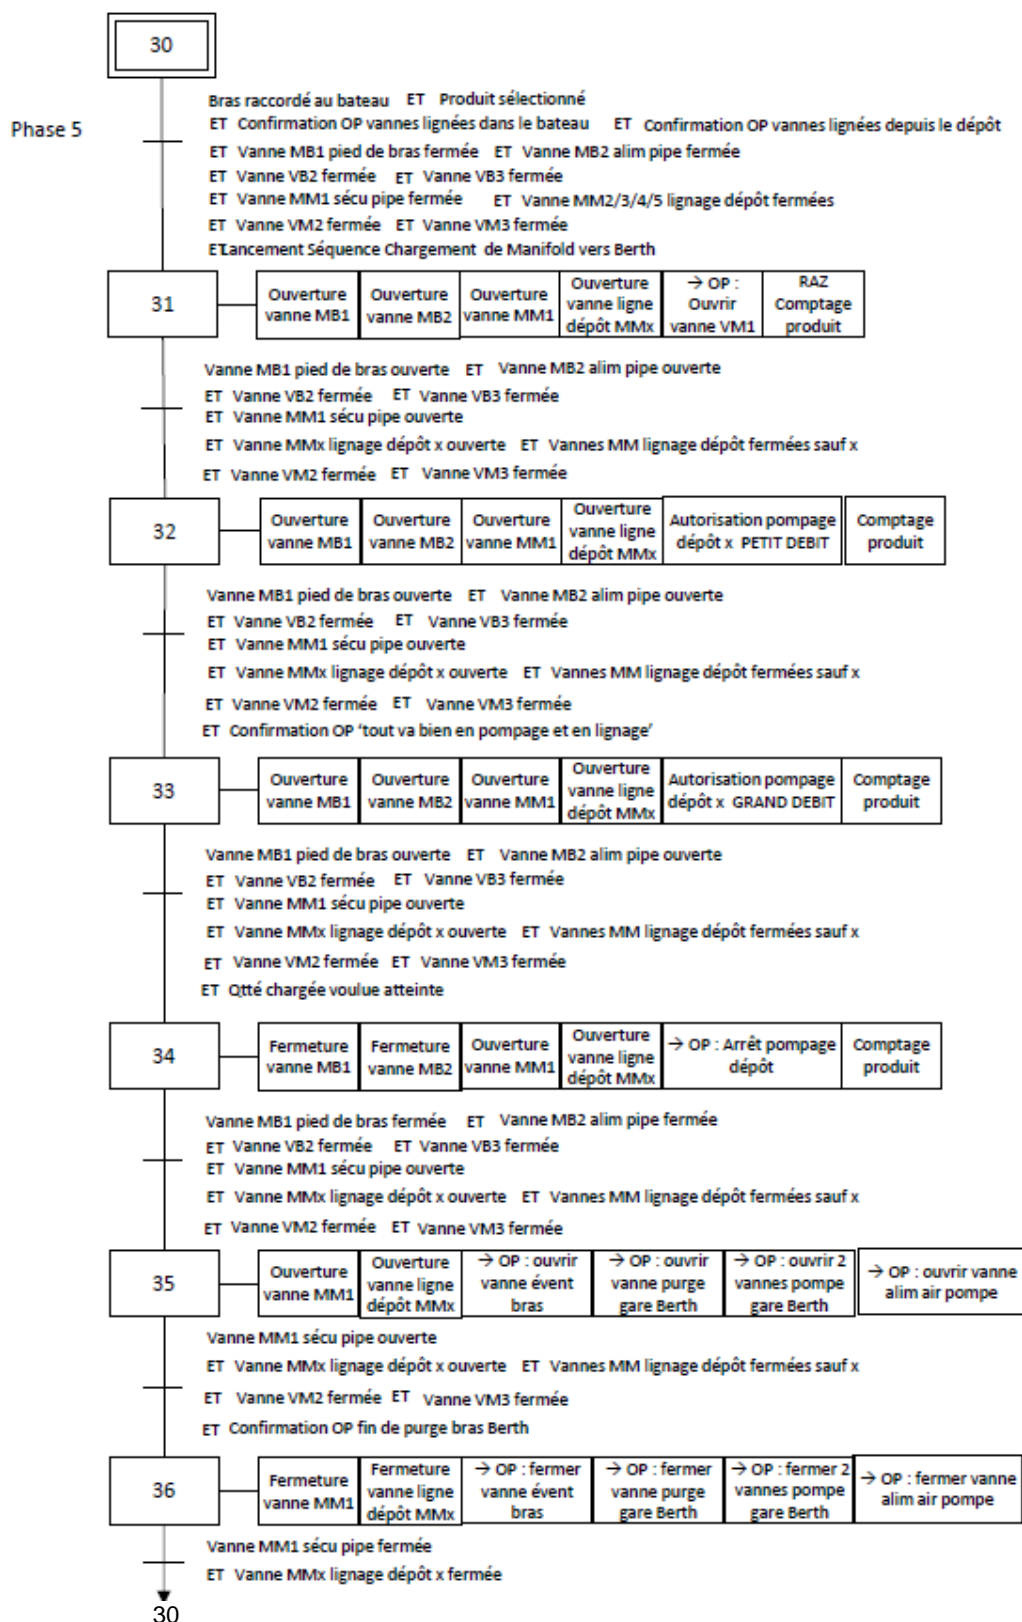 30
Phase 5
Bras raccordé au bateau ET Produit sélectionné
ET Confirmation OP vannes lignées dans le bateau ET Confirmation OP vannes lignées depuis le dépôt
ET Vanne MB1 pied de bras fermée ET Vanne MB2 alim pipe fermée
ET Vanne VB2 fermée ET Vanne VB3 fermée
ET Vanne MM1 sécu pipe fermée ET Vanne MM2/3/4/5 lignage dépôt fermées
ET Vanne VM2 fermée ET Vanne VM3 fermée
ET Lancement Séquence Chargement de Manifold vers Berth
31
Ouverture
vanne MB1
Ouverture
vanne MB2
Ouverture
vanne MM1
Ouverture
vanne ligne
dépôt MMx
→ OP :
Ouvrir
vanne VM1
RAZ
Comptage
produit
Vanne MB1 pied de bras ouverte ET Vanne MB2 alim pipe ouverte
ET Vanne VB2 fermée ET Vanne VB3 fermée
ET Vanne MM1 sécu pipe ouverte
ET Vanne MMx lignage dépôt x ouverte ET Vannes MM lignage dépôt fermées sauf x
ET Vanne VM2 fermée ET Vanne VM3 fermée
32
Ouverture
vanne MB1
Ouverture
vanne MB2
Ouverture
vanne MM1
Ouverture
vanne ligne
dépôt MMx
Autorisation pompage
dépôt x PETIT DEBIT
Comptage
produit
Vanne MB1 pied de bras ouverte ET Vanne MB2 alim pipe ouverte
ET Vanne VB2 fermée ET Vanne VB3 fermée
ET Vanne MM1 sécu pipe ouverte
ET Vanne MMx lignage dépôt x ouverte ET Vannes MM lignage dépôt fermées sauf x
ET Vanne VM2 fermée ET Vanne VM3 fermée
ET Confirmation OP ‘tout va bien en pompage et en lignage’
33
Ouverture
vanne MB1
Ouverture
vanne MB2
Ouverture
vanne MM1
Ouverture
vanne ligne
dépôt MMx
Autorisation pompage
dépôt x GRAND DEBIT
Comptage
produit
Vanne MB1 pied de bras ouverte ET Vanne MB2 alim pipe ouverte
ET Vanne VB2 fermée ET Vanne VB3 fermée
ET Vanne MM1 sécu pipe ouverte
ET Vanne MMx lignage dépôt x ouverte ET Vannes MM lignage dépôt fermées sauf x
ET Vanne VM2 fermée ET Vanne VM3 fermée
ET Qtté chargée voulue atteinte
34
Fermeture
vanne MB1
Fermeture
vanne MB2
Ouverture
vanne MM1
Ouverture
vanne ligne
dépôt MMx
→ OP : Arrêt pompage
dépôt
Comptage
produit
Vanne MB1 pied de bras fermée ET Vanne MB2 alim pipe fermée
ET Vanne VB2 fermée ET Vanne VB3 fermée
ET Vanne MM1 sécu pipe ouverte
ET Vanne MMx lignage dépôt x ouverte ET Vannes MM lignage dépôt fermées sauf x
ET Vanne VM2 fermée ET Vanne VM3 fermée
35
Ouverture
vanne MM1
Ouverture
vanne ligne
dépôt MMx
→ OP : ouvrir
vanne évent
bras
→ OP : ouvrir
vanne purge
gare Berth
→ OP : ouvrir 2
vannes pompe
gare Berth
→ OP : ouvrir vanne
alim air pompe
Vanne MM1 sécu pipe ouverte
ET Vanne MMx lignage dépôt x ouverte ET Vannes MM lignage dépôt fermées sauf x
ET Vanne VM2 fermée ET Vanne VM3 fermée
ET Confirmation OP fin de purge bras Berth
36
Fermeture
vanne MM1
Fermeture
vanne ligne
dépôt MMx
→ OP : fermer
vanne évent
bras
→ OP : fermer
vanne purge
gare Berth
→ OP : fermer 2
vannes pompe
gare Berth
→ OP : fermer vanne
alim air pompe
Vanne MM1 sécu pipe fermée
ET Vanne MMx lignage dépôt x fermée
30